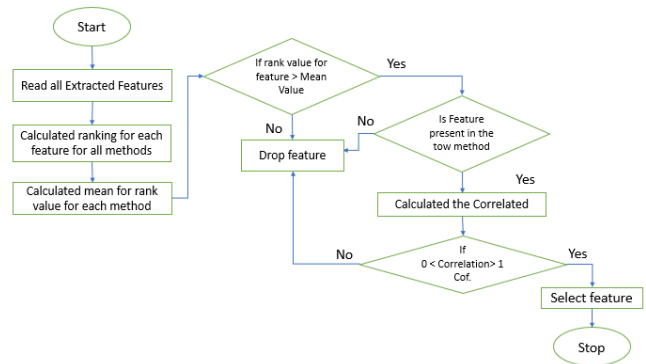 Start
Read all Extracted Features
Calculated ranking for each
feature for all methods
Calculated mean for rank
value for each method
If rank value for
feature > Mean
Value
Yes
No
Drop feature
No
Is Feature
present in the
tow method
Yes
Calculated the Correlated
If
0 < Correlation> 1
Cof.
No
Yes
Select feature
Stop